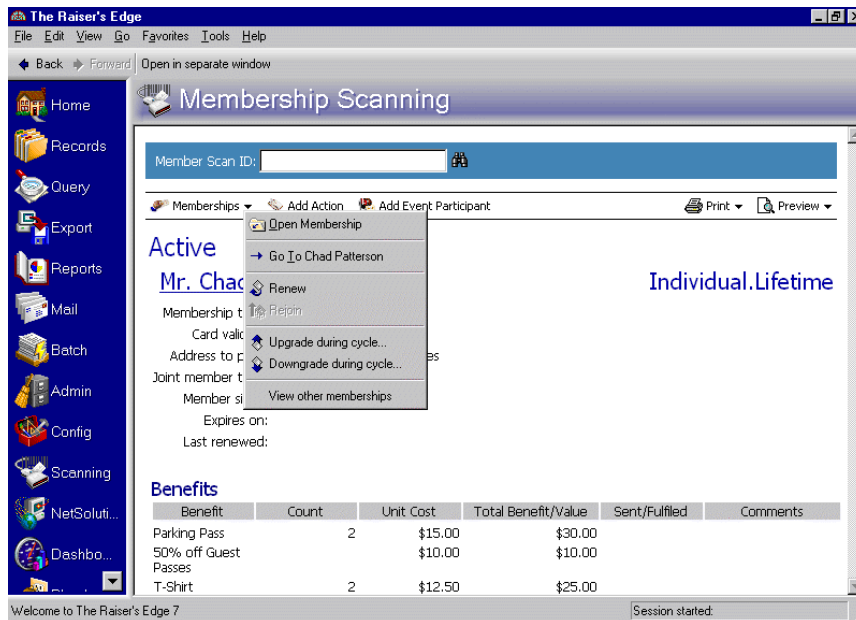 The Raiser's Edge
File Edit View Go Favorites Tools Help
Back Forward Open in separate window
Home
Records
Query
Export
Reports
Mail
Batch
Admin
Config
Scanning
NetSoluti...
Dashbo...
Membership Scanning
Member Scan ID:
Memberships Add Action Add Event Participant Print Preview
Open Membership
Go To Chad Patterson
Renew
Rejoin
Upgrade during cycle...
Downgrade during cycle...
View other memberships
Active
Mr. Chad
Individual.Lifetime
Membership t
Card valid
Address to p
es
Joint member t
Member si
Expires on:
Last renewed:
Benefits
Benefit Count Unit Cost Total Benefit/Value Sent/Fulfilled Comments
Parking Pass 2 $15.00 $30.00
50% off Guest $10.00 $10.00
Passes
T-Shirt 2 $12.50 $25.00
Welcome to The Raiser's Edge 7 Session started: